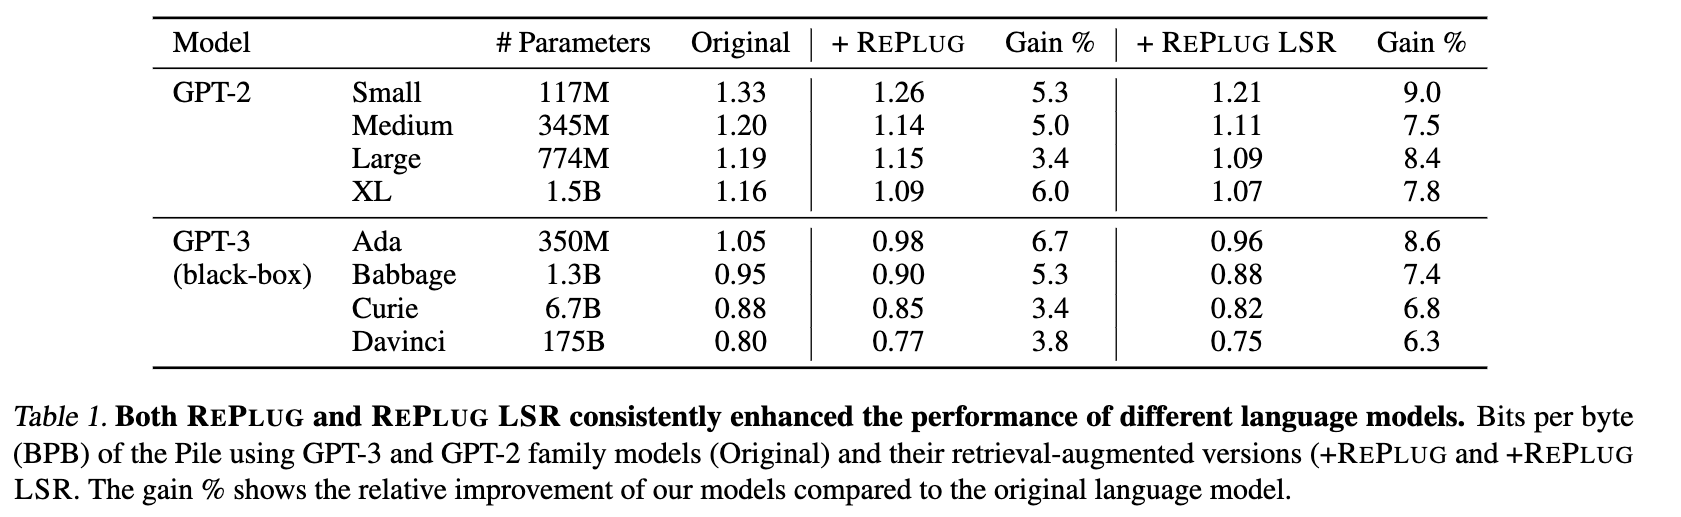 Model # Parameters Original + REPLUG Gain % + REPLUG LSR Gain %
GPT-2 Small 117M 1.33 1.26 5.3 1.21 9.0
Medium 345M 1.20 1.14 5.0 1.11 7.5
Large 774M 1.19 1.15 3.4 1.09 8.4
XL 1.5B 1.16 1.09 6.0 1.07 7.8
GPT-3 Ada 350M 1.05 0.98 6.7 0.96 8.6
(black-box) Babbage 1.3B 0.95 0.90 5.3 0.88 7.4
Curie 6.7B 0.88 0.85 3.4 0.82 6.8
Davinci 175B 0.80 0.77 3.8 0.75 6.3
Table 1. Both REPLUG and REPLUG LSR consistently enhanced the performance of different language models. Bits per byte
(BPB) of the Pile using GPT-3 and GPT-2 family models (Original) and their retrieval-augmented versions (+REPLUG and +REPLUG
LSR. The gain % shows the relative improvement of our models compared to the original language model.